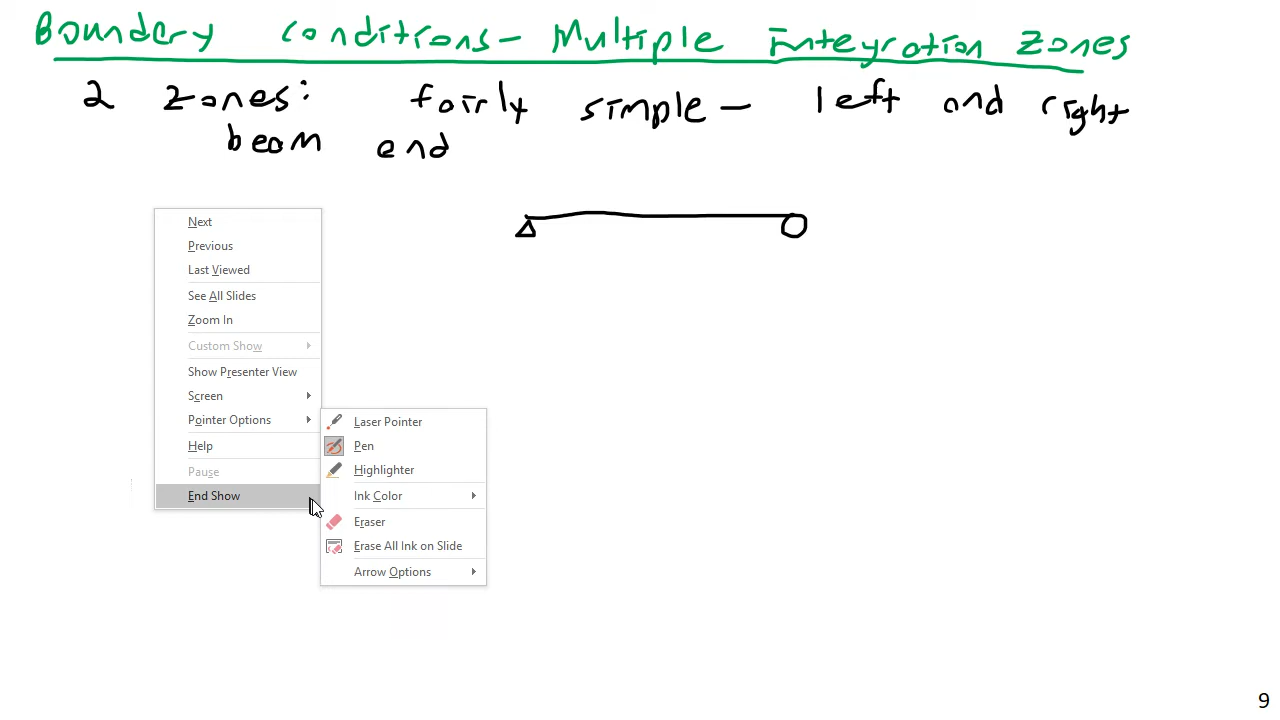 Boundary conditions - Multiple Integration Zones
2 zones: fairly simple - left and right
beam end
Next
Previous
Last Viewed
See All Slides
Zoom In
Custom Show
Show Presenter View
Screen
Pointer Options
Help
Pause
End Show
Laser Pointer
Pen
Highlighter
Ink Color
Eraser
Erase All Ink on Slide
Arrow Options
9